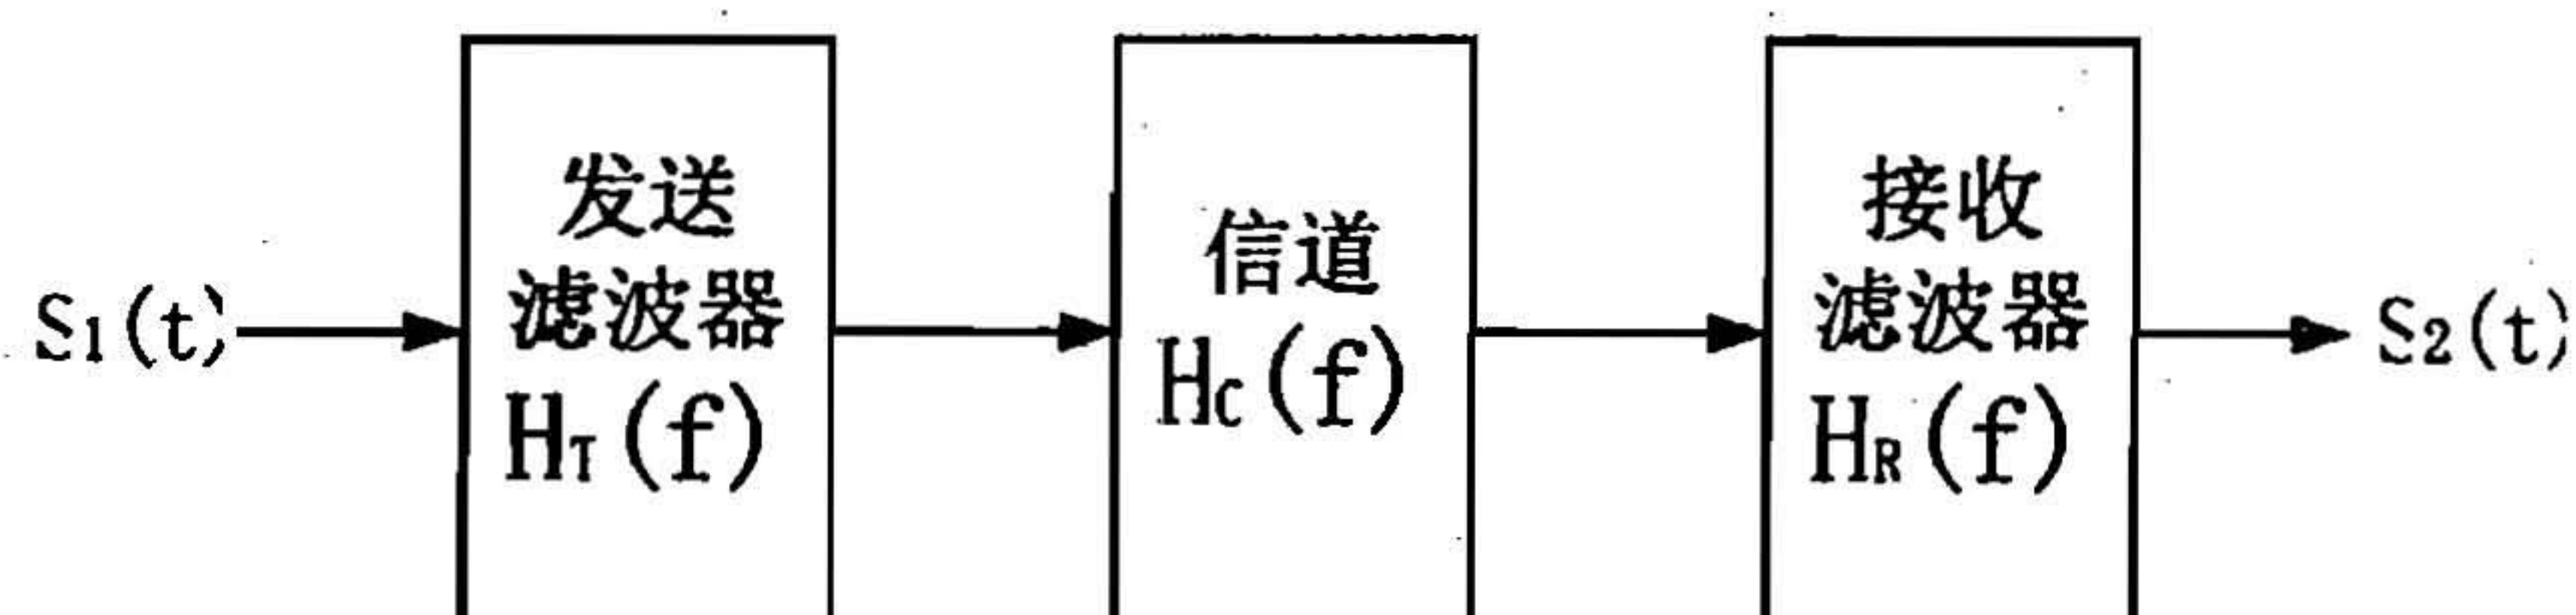 S1(t)
发送
滤波器
HT(f)
信道
HC(f)
接收
滤波器
HR(f)
S2(t)